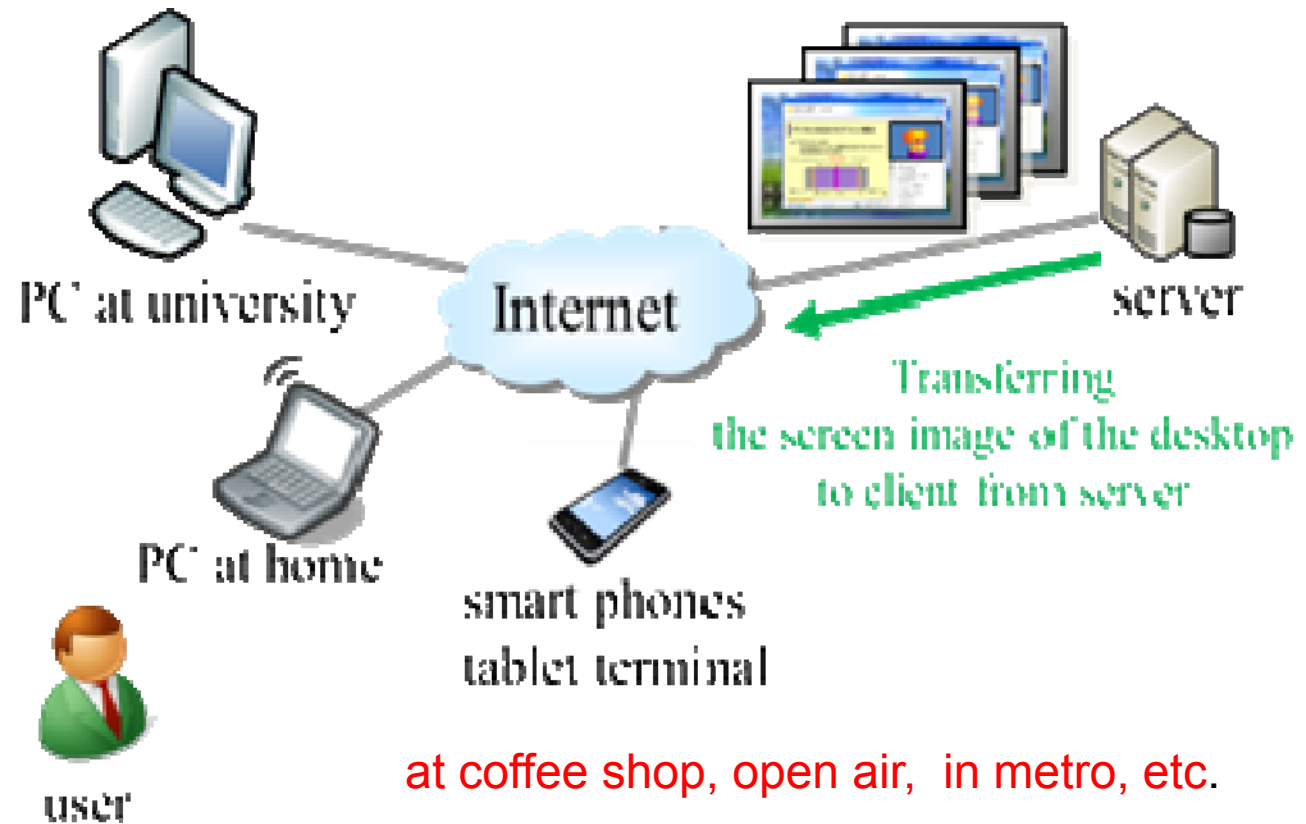 PC at university
Internet
server
Transferring
the screen image of the desktop
to client from server
PC at home
smart phones
tablet terminal
user
at coffee shop, open air, in metro, etc.